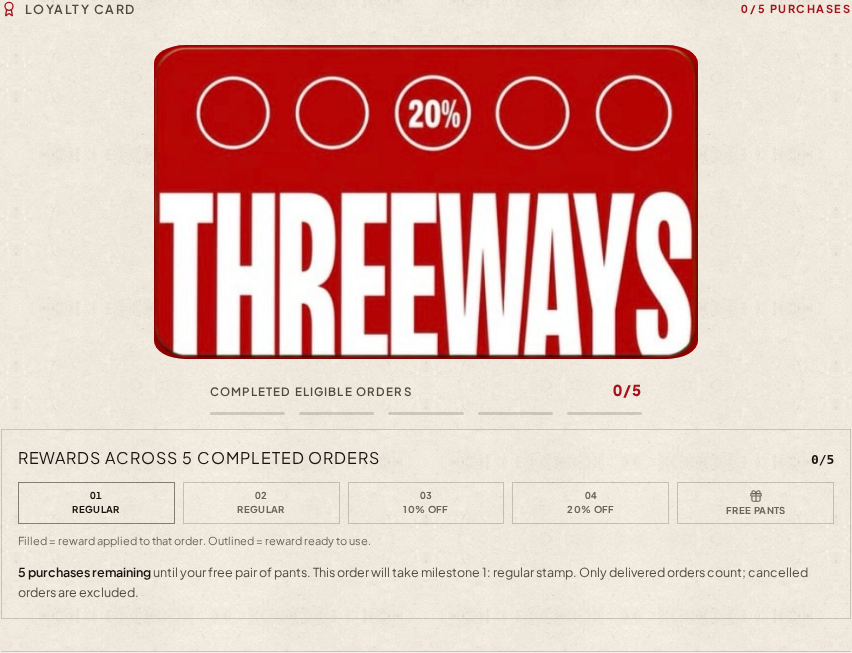 LOYALTY CARD
0/5 PURCHASES
20%
THREEWAYS
COMPLETED ELIGIBLE ORDERS
0/5
REWARDS ACROSS 5 COMPLETED ORDERS
0/5
01
REGULAR
02
REGULAR
03
10% OFF
04
20% OFF
FREE PANTS
Filled = reward applied to that order. Outlined = reward ready to use.
5 purchases remaining until your free pair of pants. This order will take milestone 1: regular stamp. Only delivered orders count; cancelled
orders are excluded.